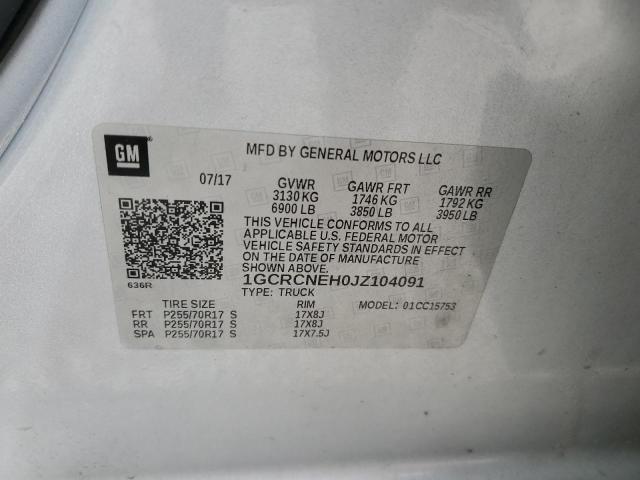 GM
MFD BY GENERAL MOTORS LLC
07/17
GVWR GAWR FRT GAWR RR
3130 KG 1746 KG 1792 KG
6900 LB 3850 LB 3950 LB
THIS VEHICLE CONFORMS TO ALL
APPLICABLE U.S. FEDERAL MOTOR
VEHICLE SAFETY STANDARDS IN EFFECT
ON THE DATE OF MANUFACTURE
SHOWN ABOVE.
636R
1GCRCNEH0JZ104091
TYPE: TRUCK
MODEL: 01CC15753
TIRE SIZE RIM
FRT P255/70R17 S 17X8J
RR P255/70R17 S 17X8J
SPA P255/70R17 S 17X7.5J